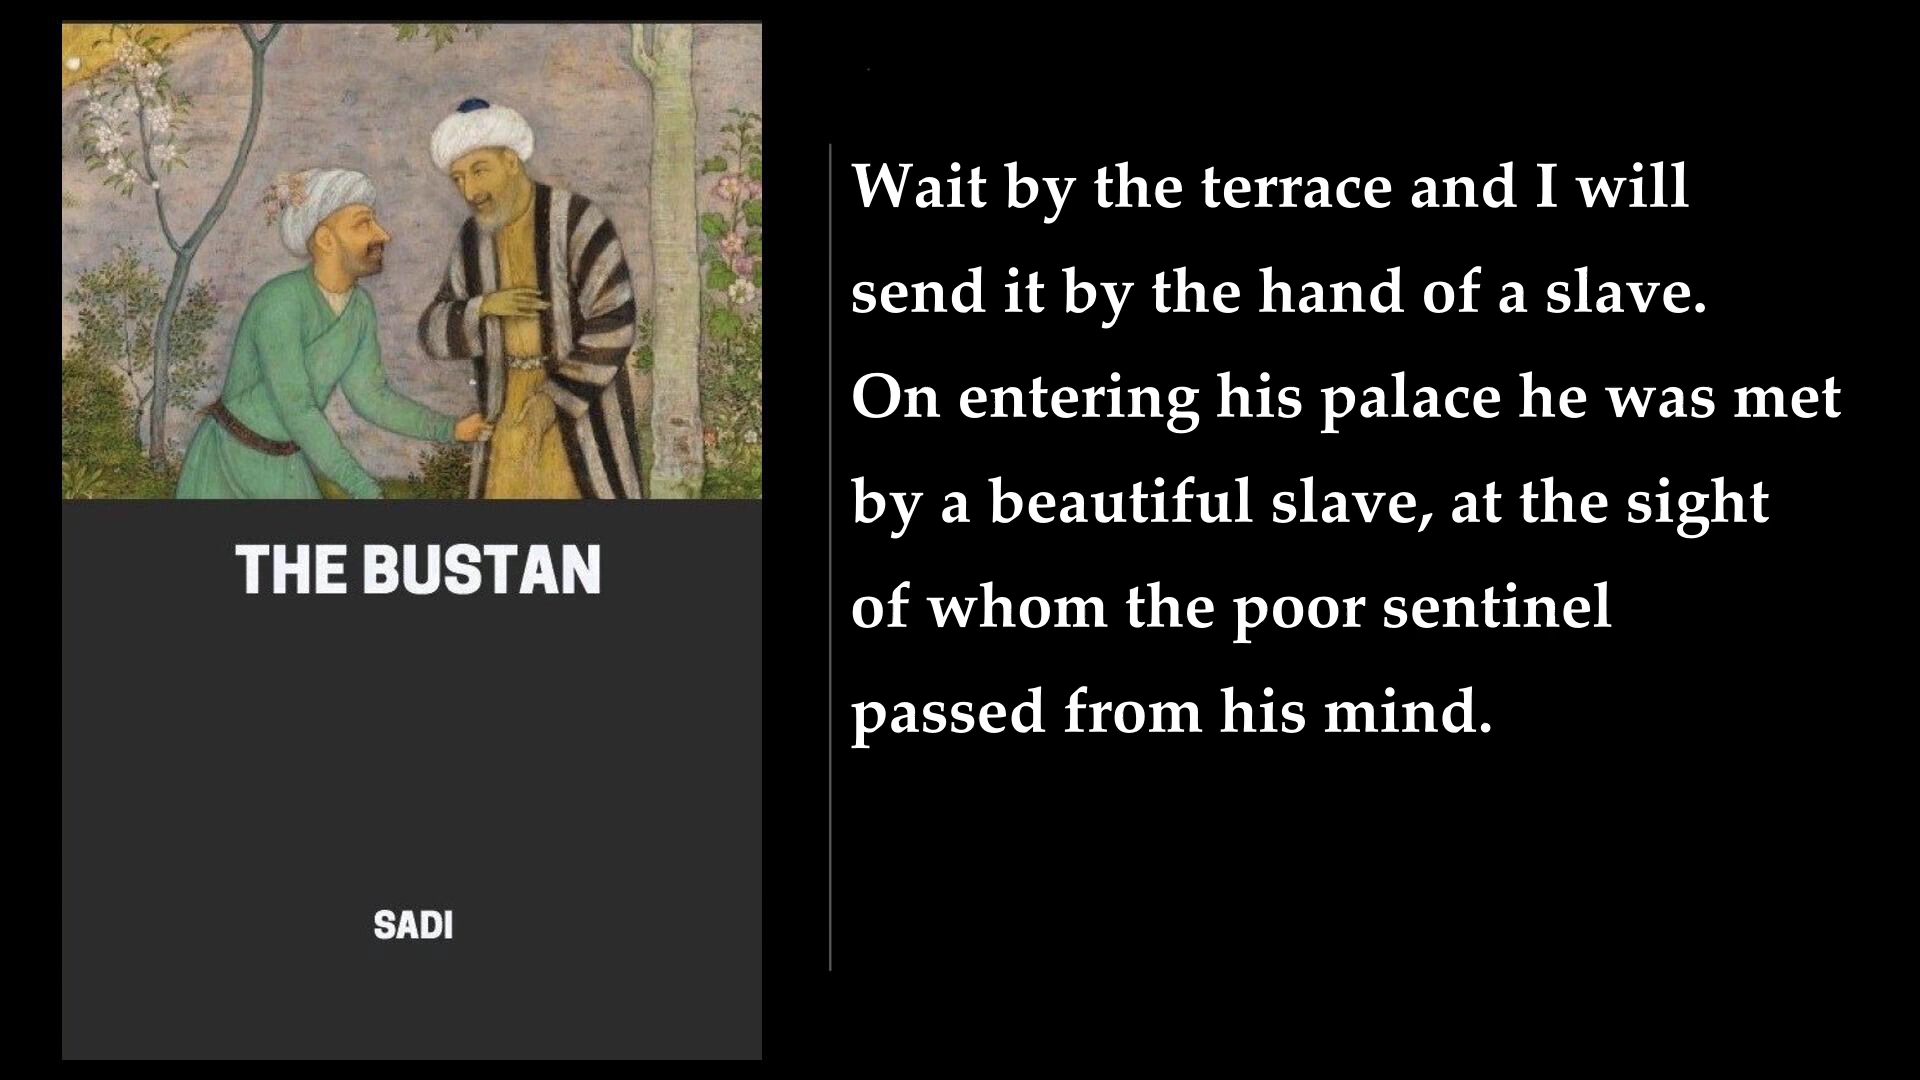 THE BUSTAN
SADI
Wait by the terrace and I will
send it by the hand of a slave.
On entering his palace he was met
by a beautiful slave, at the sight
of whom the poor sentinel
passed from his mind.